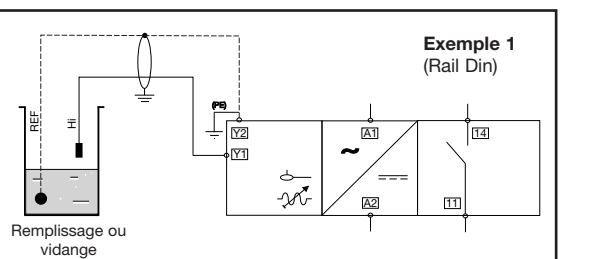 Exemple 1
(Rail Din)
REF
Hi
(PE)
Y2
Y1
A1
A2
14
11
Remplissage ou
vidange